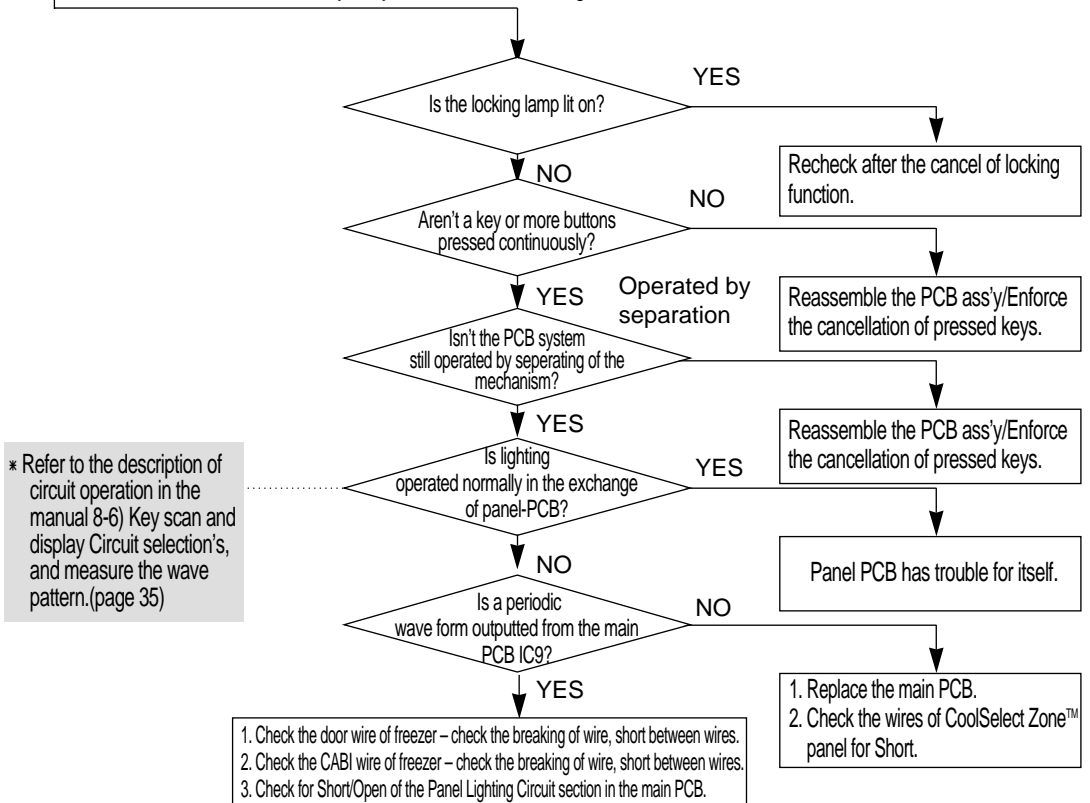 Is the locking lamp lit on?
YES
Recheck after the cancel of locking
function.
NO
Aren't a key or more buttons
pressed continuously?
NO
Reassemble the PCB ass'y/Enforce
the cancellation of pressed keys.
YES
Operated by
separation
Isn't the PCB system
still operated by seperating of the
mechanism?
Reassemble the PCB ass'y/Enforce
the cancellation of pressed keys.
YES
Is lighting
operated normally in the exchange
of panel-PCB?
YES
* Refer to the description of
circuit operation in the
manual 8-6) Key scan and
display Circuit selection's,
and measure the wave
pattern.(page 35)
Panel PCB has trouble for itself.
NO
Is a periodic
wave form outputted from the main
PCB IC9?
NO
1. Replace the main PCB.
2. Check the wires of CoolSelect Zone™
panel for Short.
YES
1. Check the door wire of freezer – check the breaking of wire, short between wires.
2. Check the CABI wire of freezer – check the breaking of wire, short between wires.
3. Check for Short/Open of the Panel Lighting Circuit section in the main PCB.